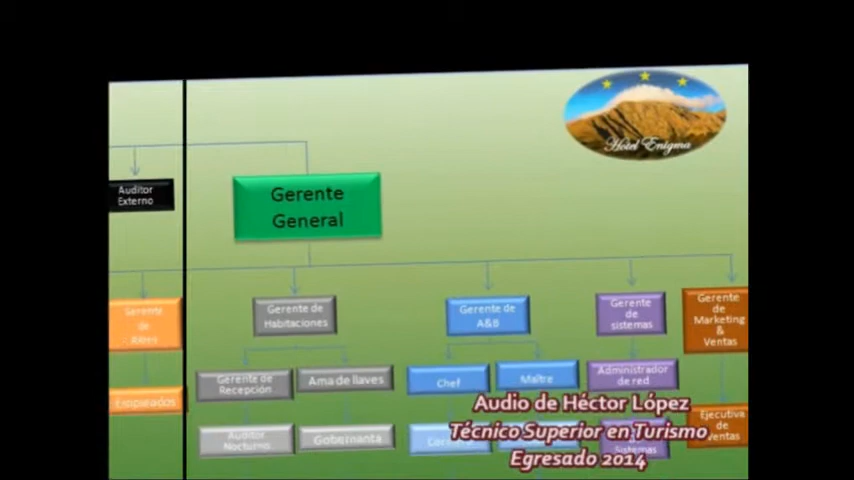 Hotel Enigma
Auditor
Externo
Gerente
General
Gerente
de
Gerente de
Habitaciones
Gerente de
A&B
Gerente
de
sistemas
Gerente
de
Marketing
&
Ventas
Empleados
Gerente de
Recepción
Ama de llaves
Chef
Maître
Administrador
de red
Auditor
Nocturno
Gobernanta
Sistemas
Ejecutiva
de
Ventas
Audio de Héctor López
Técnico Superior en Turismo
Egresado 2014